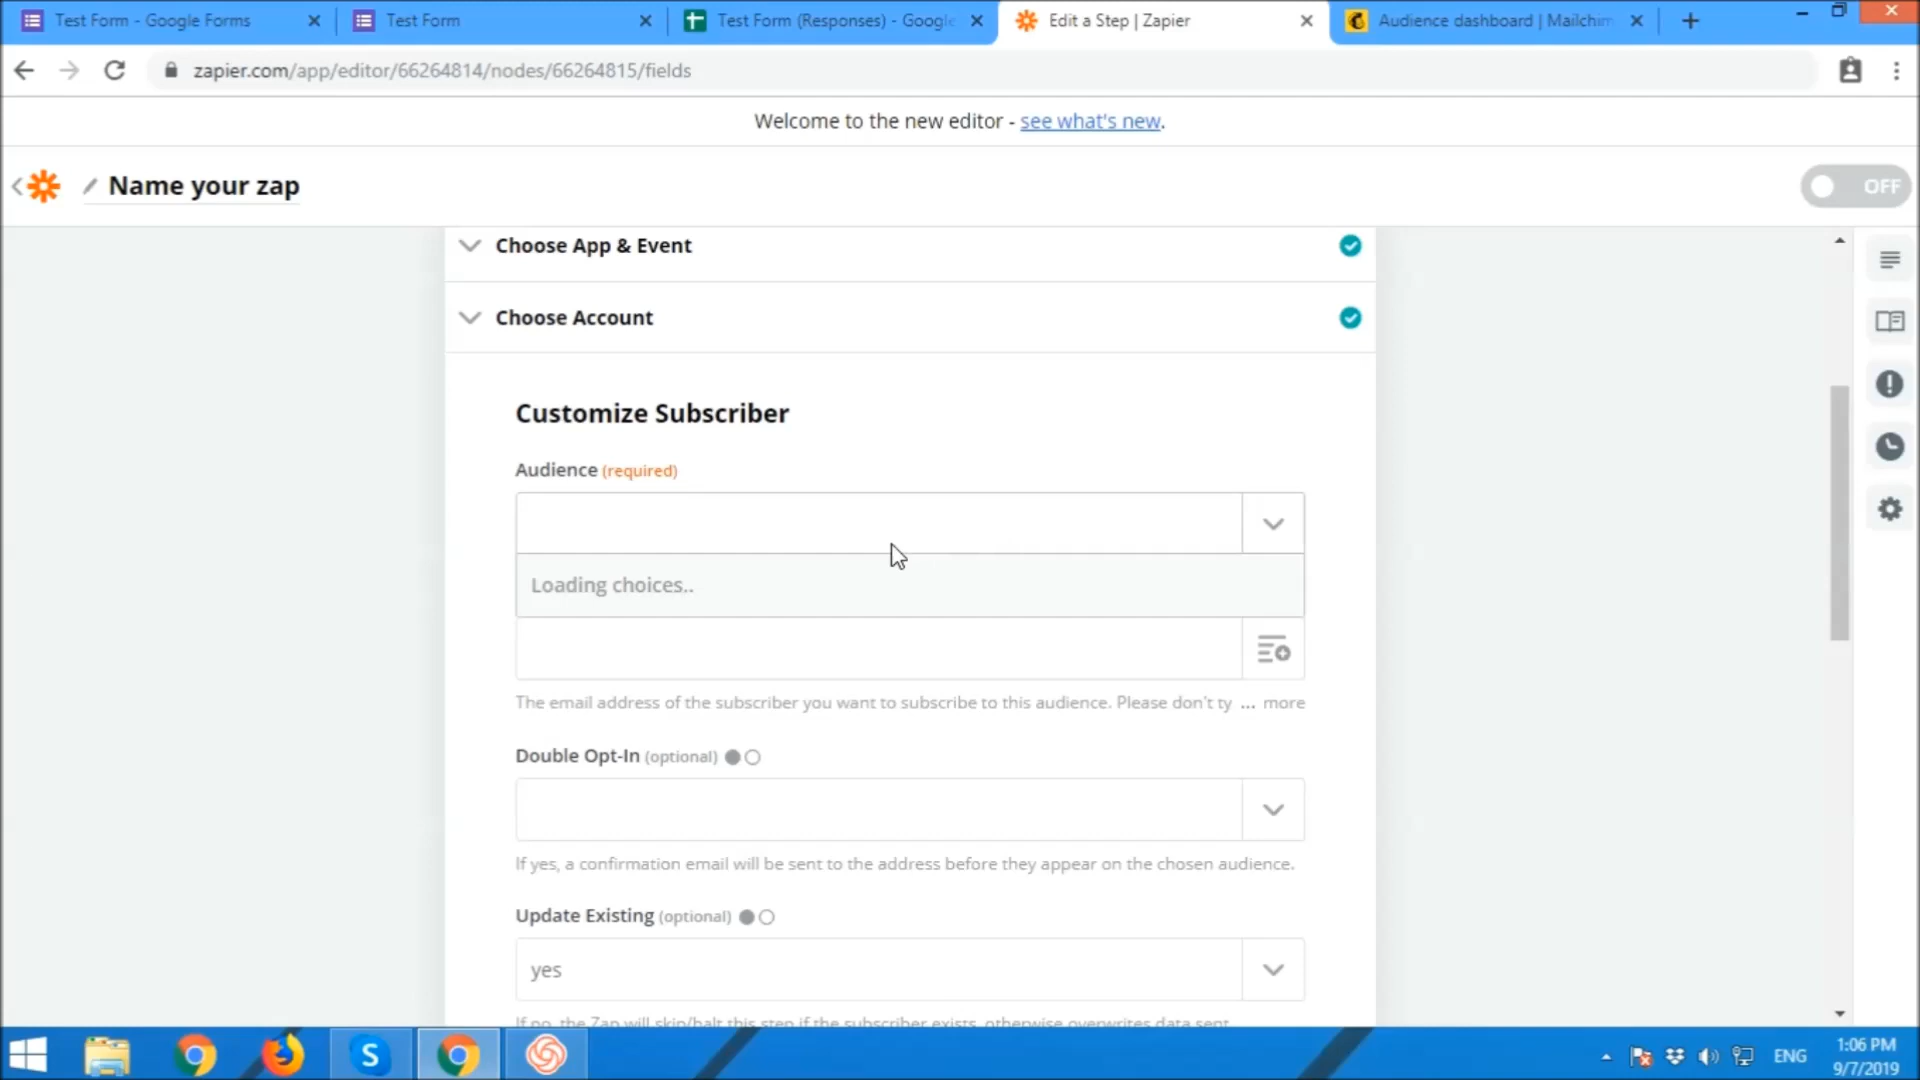 Test Form - Google Forms
Test Form
Test Form (Responses) - Google
Edit a Step | Zapier
Audience dashboard | Mailchim
zapier.com/app/editor/66264814/nodes/66264815/fields
Welcome to the new editor - see what's new.
Name your zap
OFF
Choose App & Event
Choose Account
Customize Subscriber
Audience (required)
Loading choices..
The email address of the subscriber you want to subscribe to this audience. Please don't ty ... more
Double Opt-In (optional)
If yes, a confirmation email will be sent to the address before they appear on the chosen audience.
Update Existing (optional)
yes
If no, the Zap will skip/halt this step if the subscriber exists, otherwise overwrites data sent
ENG
1:06 PM
9/7/2019